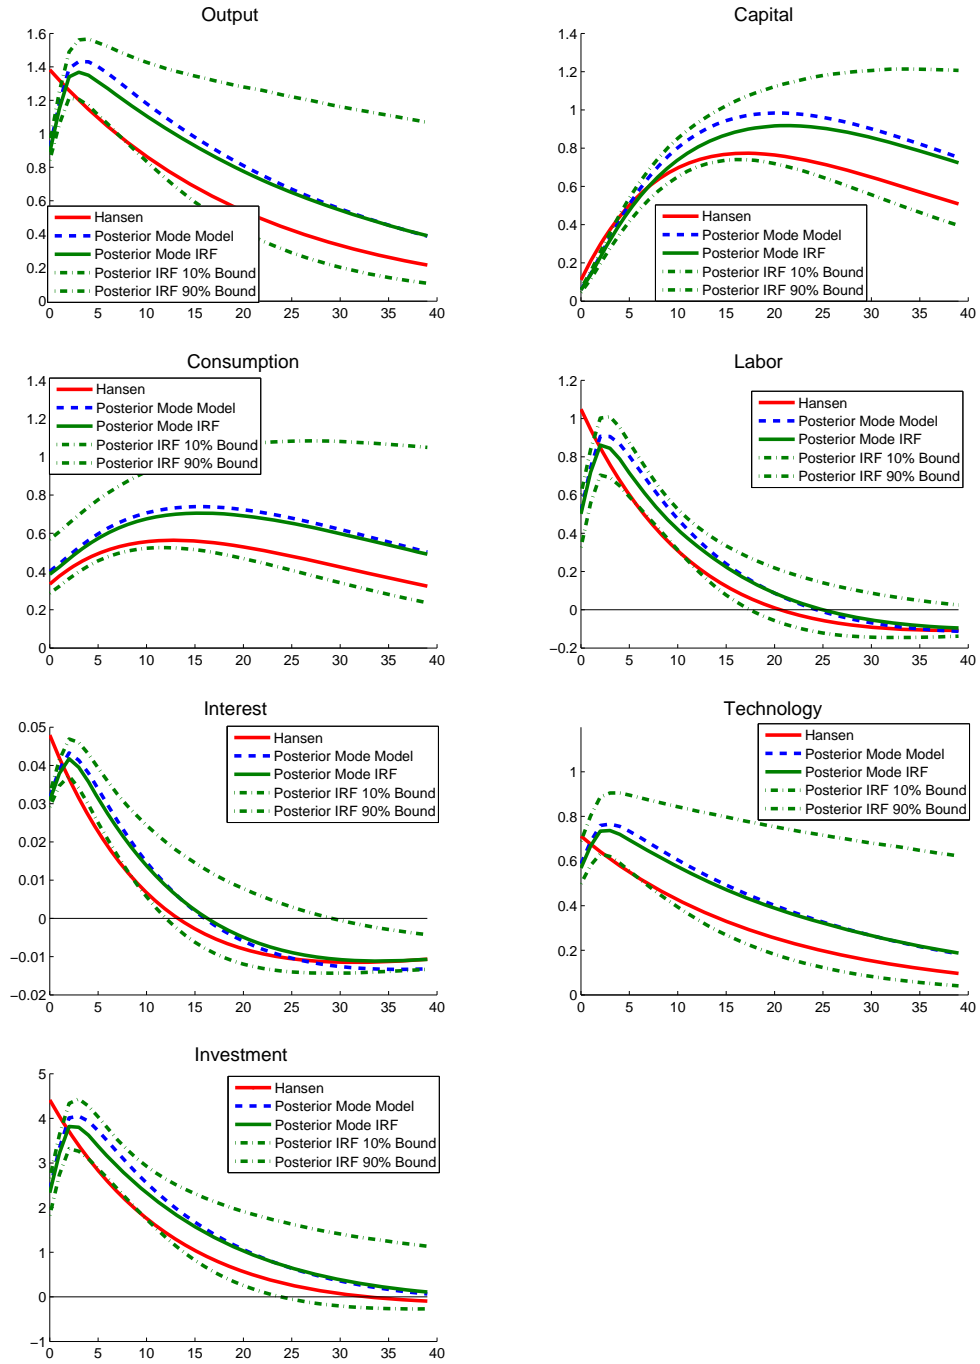 Output
1.6
1.4
1.2
1
0.8
0.6
0.4
0.2
0
Hansen
Posterior Mode Model
Posterior Mode IRF
Posterior IRF 10% Bound
Posterior IRF 90% Bound
0 5 10 15 20 25 30 35 40
Capital
1.4
1.2
1
0.8
0.6
0.4
0.2
0
Hansen
Posterior Mode Model
Posterior Mode IRF
Posterior IRF 10% Bound
Posterior IRF 90% Bound
0 5 10 15 20 25 30 35 40
Consumption
1.4
1.2
1
0.8
0.6
0.4
0.2
0
Hansen
Posterior Mode Model
Posterior Mode IRF
Posterior IRF 10% Bound
Posterior IRF 90% Bound
0 5 10 15 20 25 30 35 40
Labor
1.2
1
0.8
0.6
0.4
0.2
0
−0.2
Hansen
Posterior Mode Model
Posterior Mode IRF
Posterior IRF 10% Bound
Posterior IRF 90% Bound
0 5 10 15 20 25 30 35 40
Interest
0.05
0.04
0.03
0.02
0.01
0
−0.01
−0.02
Hansen
Posterior Mode Model
Posterior Mode IRF
Posterior IRF 10% Bound
Posterior IRF 90% Bound
0 5 10 15 20 25 30 35 40
Technology
1
0.8
0.6
0.4
0.2
0
Hansen
Posterior Mode Model
Posterior Mode IRF
Posterior IRF 10% Bound
Posterior IRF 90% Bound
0 5 10 15 20 25 30 35 40
Investment
5
4
3
2
1
0
−1
Hansen
Posterior Mode Model
Posterior Mode IRF
Posterior IRF 10% Bound
Posterior IRF 90% Bound
0 5 10 15 20 25 30 35 40